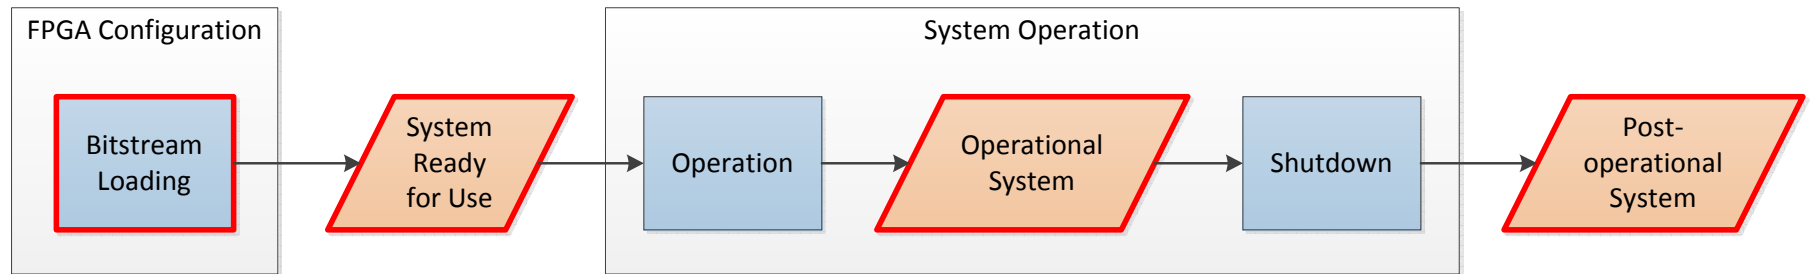 FPGA Configuration
Bitstream
Loading
System
Ready
for Use
System Operation
Operation
Operational
System
Shutdown
Post-
operational
System